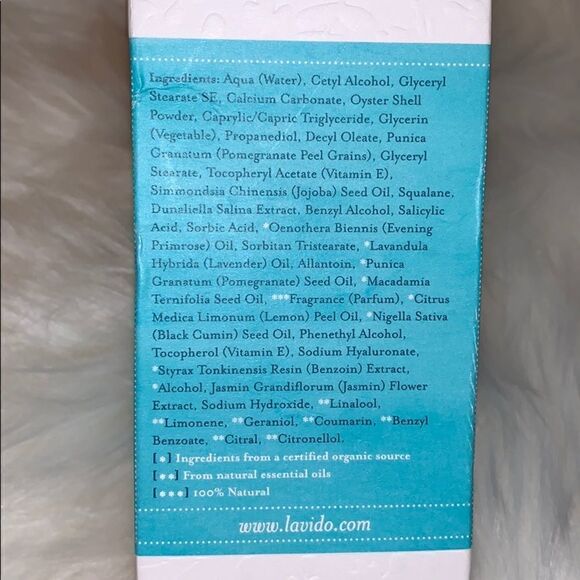 Ingredients: Aqua (Water), Cetyl Alcohol, Glyceryl
Stearate SE, Calcium Carbonate, Oyster Shell
Powder, Caprylic/Capric Triglyceride, Glycerin
(Vegetable), Propanediol, Decyl Oleate, Punica
Granatum (Pomegranate Peel Grains), Glyceryl
Stearate, Tocopheryl Acetate (Vitamin E),
Simmondsia Chinensis (Jojoba) Seed Oil, Squalane,
Dunaliella Salina Extract, Benzyl Alcohol, Salicylic
Acid, Sorbic Acid, *Oenothera Biennis (Evening
Primrose) Oil, Sorbitan Tristearate, *Lavandula
Hybrida (Lavender) Oil, Allantoin, *Punica
Granatum (Pomegranate) Seed Oil, *Macadamia
Ternifolia Seed Oil, ***Fragrance (Parfum), *Citrus
Medica Limonum (Lemon) Peel Oil, *Nigella Sativa
(Black Cumin) Seed Oil, Phenethyl Alcohol,
Tocopherol (Vitamin E), Sodium Hyaluronate,
*Styrax Tonkinensis Resin (Benzoin) Extract,
*Alcohol, Jasmin Grandiflorum (Jasmin) Flower
Extract, Sodium Hydroxide, **Linalool,
**Limonene, **Geraniol, **Coumarin, **Benzyl
Benzoate, **Citral, **Citronellol.
[*] Ingredients from a certified organic source
[**] From natural essential oils
[***] 100% Natural
www.lavido.com